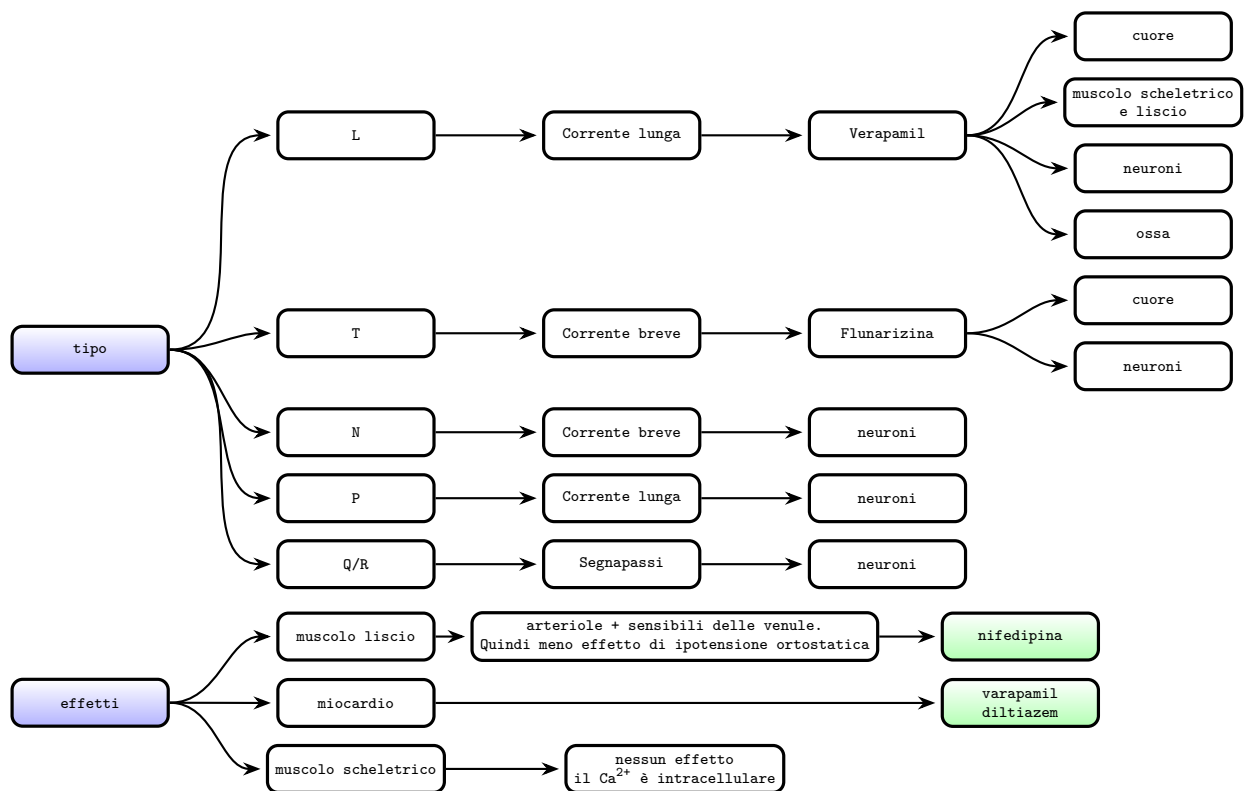 cuore
muscolo scheletrico
e liscio
L
Corrente lunga
Verapamil
neuroni
ossa
cuore
tipo
T
Corrente breve
Flunarizina
neuroni
N
Corrente breve
neuroni
P
Corrente lunga
neuroni
Q/R
Segnapassi
neuroni
muscolo liscio
arteriole + sensibili delle venule.
Quindi meno effetto di ipotensione ortostatica
nifedipina
effetti
miocardio
varapamil
diltiazem
muscolo scheletrico
nessun effetto
il Ca²⁺ è intracellulare